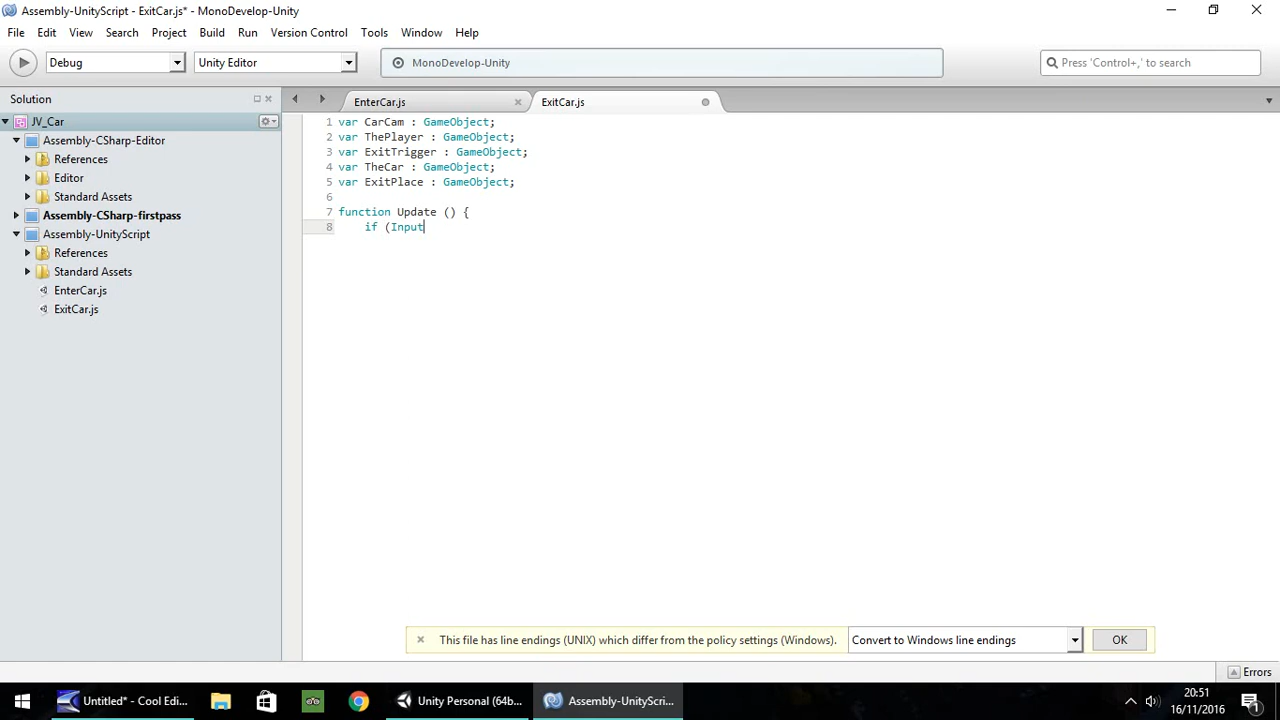 Assembly-UnityScript - ExitCar.js* - MonoDevelop-Unity
File Edit View Search Project Build Run Version Control Tools Window Help
Debug Unity Editor MonoDevelop-Unity Press 'Control+,' to search
Solution
EnterCar.js ExitCar.js
JV_Car
Assembly-CSharp-Editor
References
Editor
Standard Assets
Assembly-CSharp-firstpass
Assembly-UnityScript
References
Standard Assets
EnterCar.js
ExitCar.js
1 var CarCam : GameObject;
2 var ThePlayer : GameObject;
3 var ExitTrigger : GameObject;
4 var TheCar : GameObject;
5 var ExitPlace : GameObject;
6
7 function Update () {
8 if (Input
This file has line endings (UNIX) which differ from the policy settings (Windows). Convert to Windows line endings OK
Errors
Untitled* - Cool Edi... Unity Personal (64b... Assembly-UnityScri... 20:51
16/11/2016 1